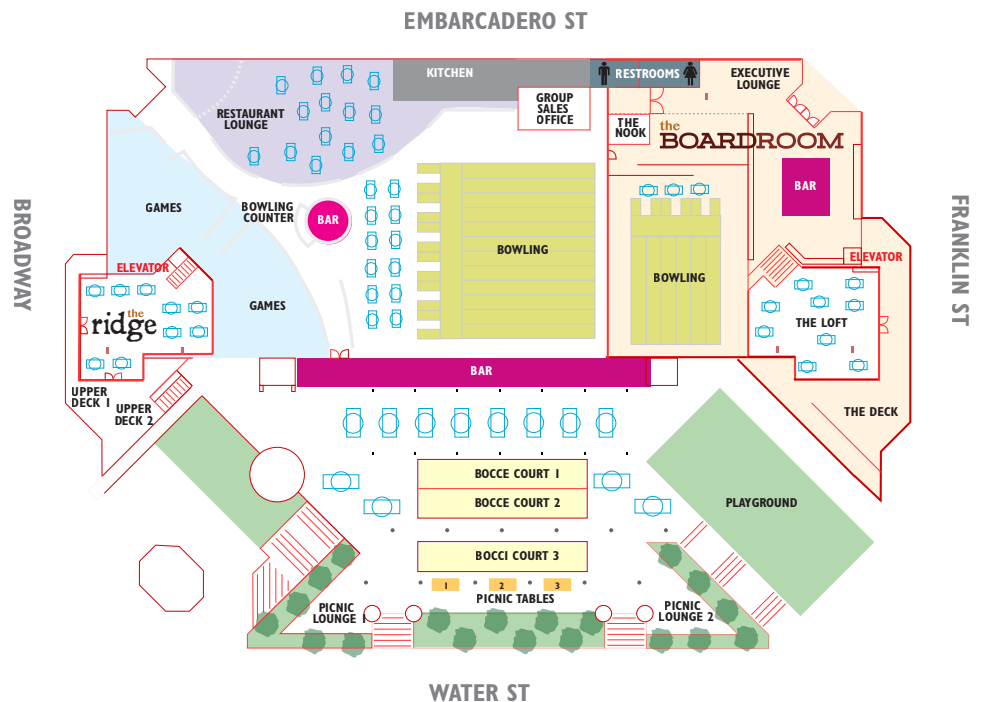 EMBARCADERO ST
KITCHEN
RESTROOMS
EXECUTIVE
LOUNGE
GROUP
SALES
OFFICE
RESTAURANT
LOUNGE
THE
NOOK
the
BOARDROOM
BAR
GAMES
BOWLING
COUNTER
BAR
BROADWAY
FRANKLIN ST
BOWLING
BOWLING
ELEVATOR
ELEVATOR
GAMES
the
ridge
THE LOFT
BAR
UPPER
DECK 1
UPPER
DECK 2
THE DECK
BOCCE COURT 1
BOCCE COURT 2
PLAYGROUND
BOCCI COURT 3
1
2
3
PICNIC TABLES
PICNIC
LOUNGE 1
PICNIC
LOUNGE 2
WATER ST